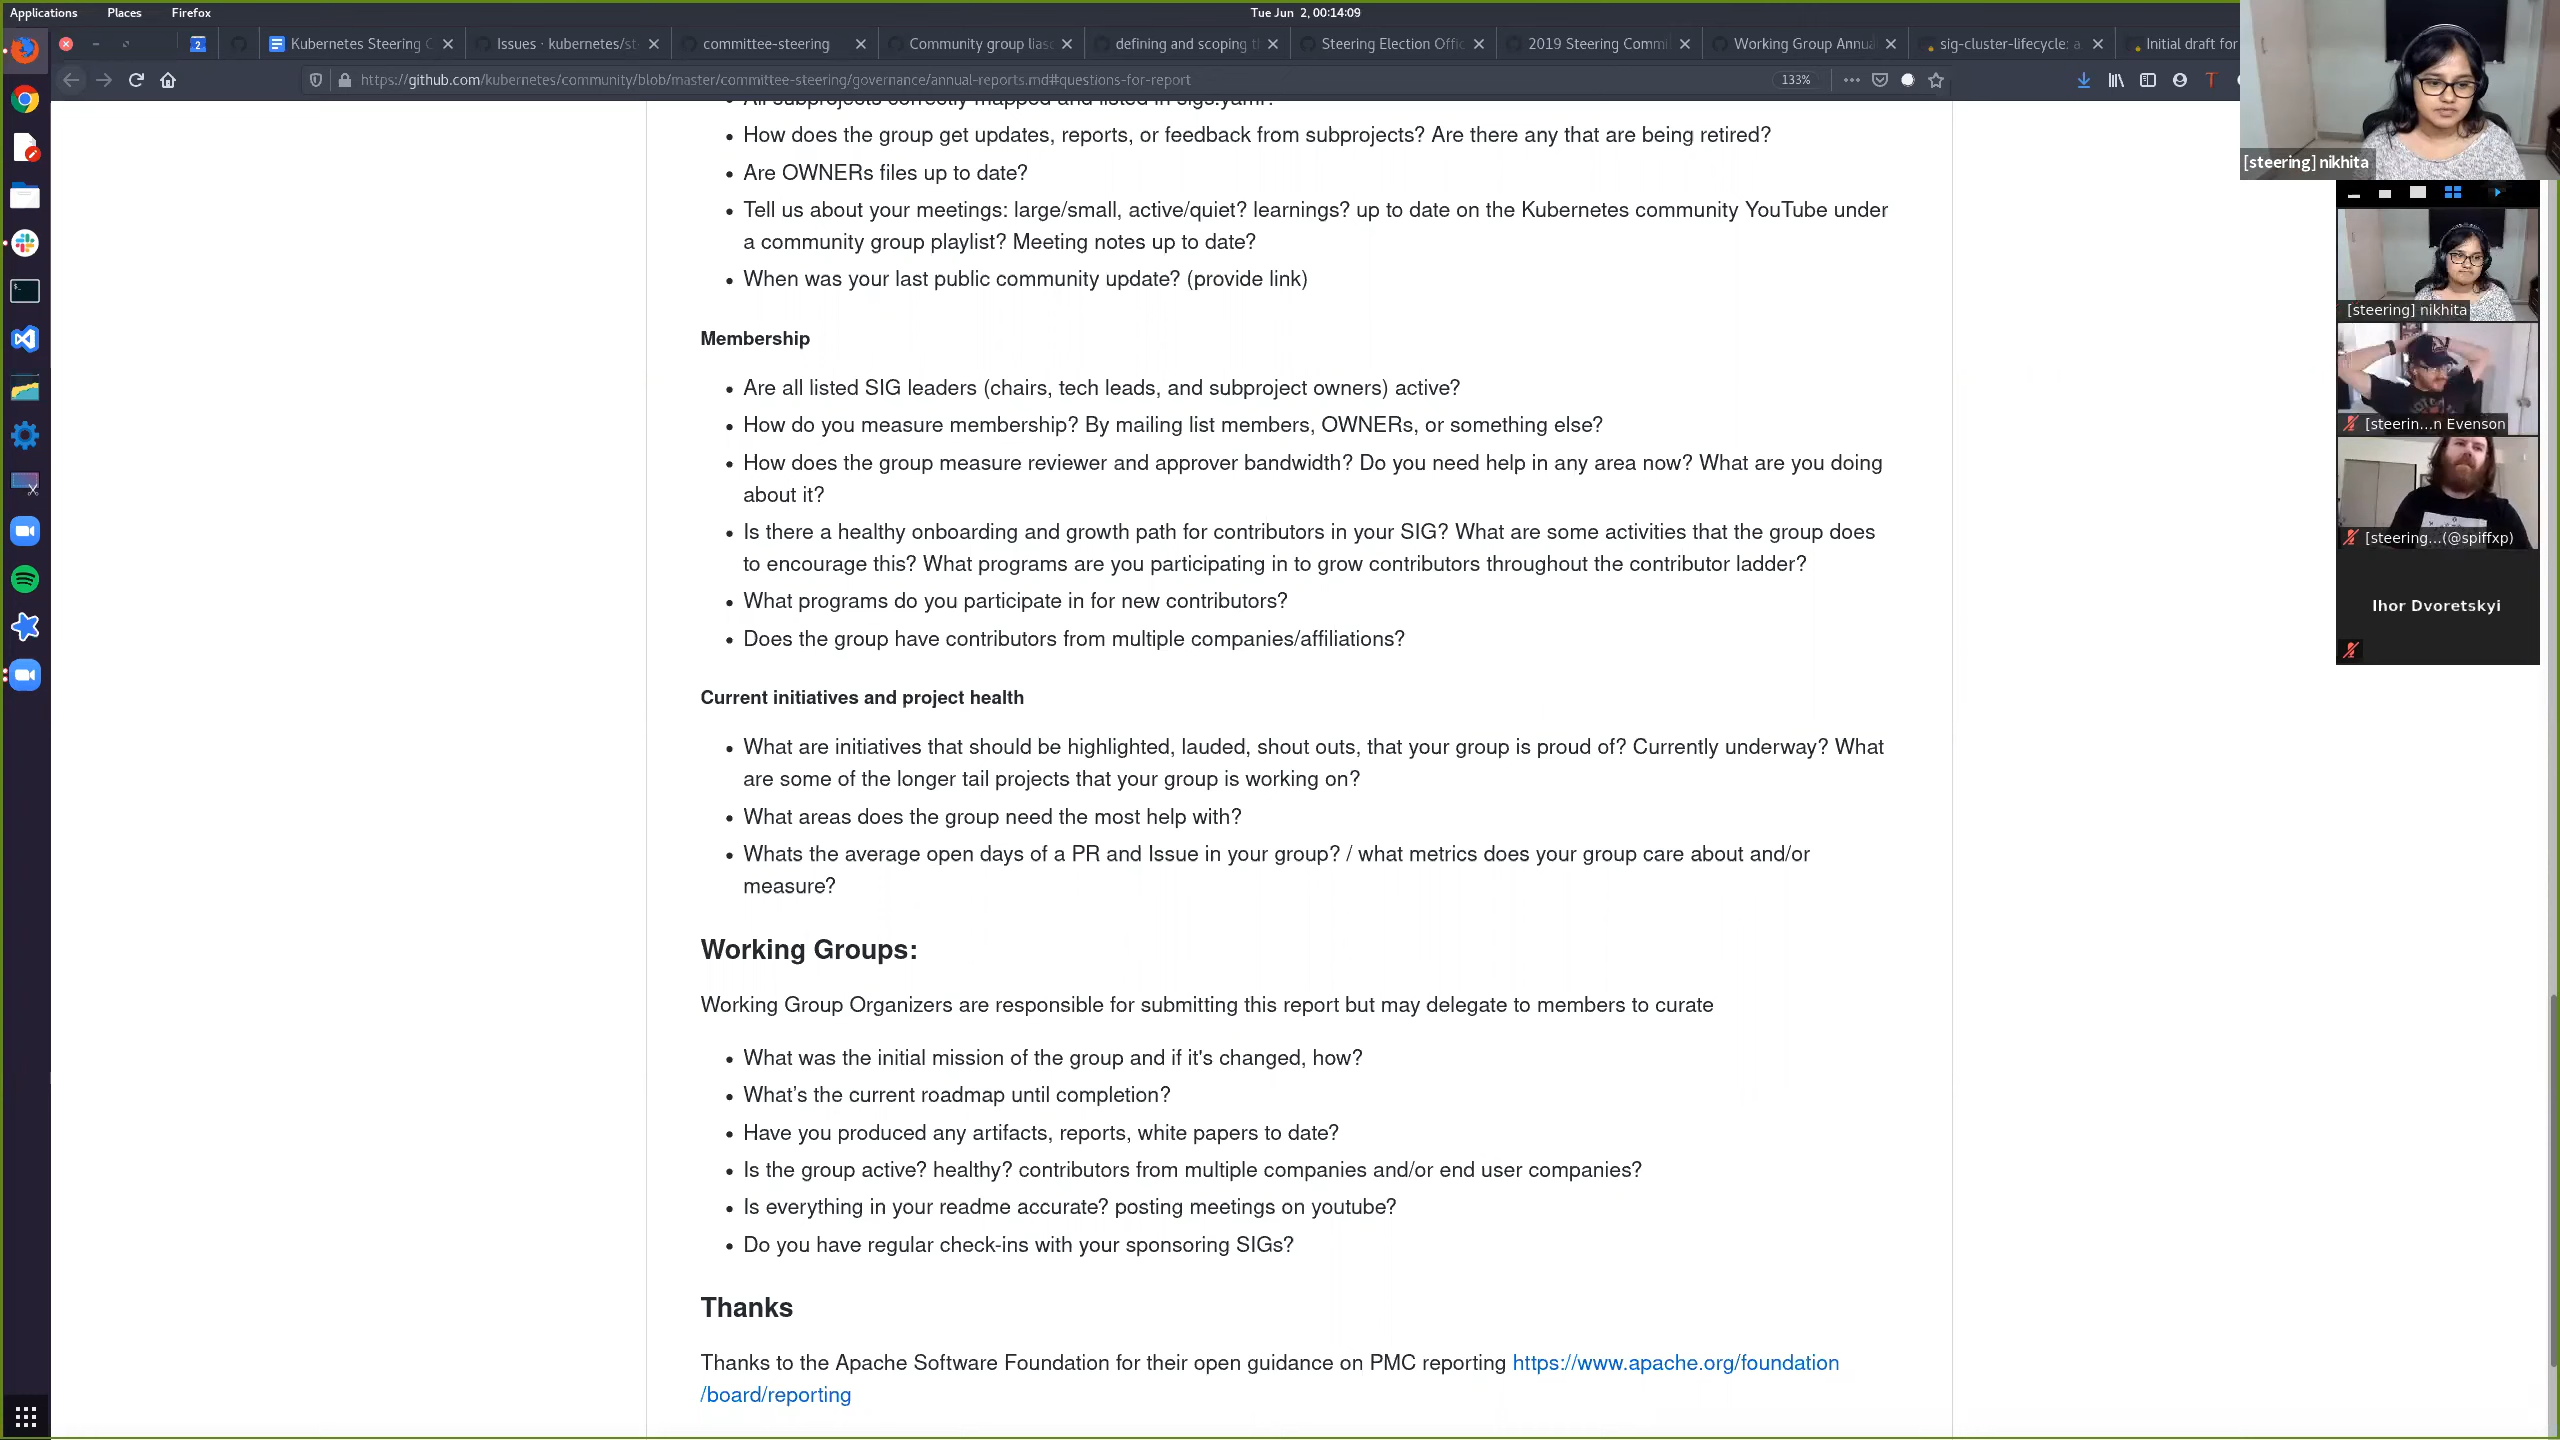 Applications Places Firefox
Tue Jun 2, 00:14:09
2
Kubernetes Steering C
Issues · kubernetes/st
committee-steering
Community group liaso
defining and scoping t
Steering Election Offic
2019 Steering Commi
Working Group Annua
sig-cluster-lifecycle: a
Initial draft for
https://github.com/kubernetes/community/blob/master/committee-steering/governance/annual-reports.md#questions-for-report
133%
All subprojects correctly mapped and listed in sigs.yaml?
How does the group get updates, reports, or feedback from subprojects? Are there any that are being retired?
Are OWNERs files up to date?
Tell us about your meetings: large/small, active/quiet? learnings? up to date on the Kubernetes community YouTube under
a community group playlist? Meeting notes up to date?
When was your last public community update? (provide link)
Membership
Are all listed SIG leaders (chairs, tech leads, and subproject owners) active?
How do you measure membership? By mailing list members, OWNERs, or something else?
How does the group measure reviewer and approver bandwidth? Do you need help in any area now? What are you doing
about it?
Is there a healthy onboarding and growth path for contributors in your SIG? What are some activities that the group does
to encourage this? What programs are you participating in to grow contributors throughout the contributor ladder?
What programs do you participate in for new contributors?
Does the group have contributors from multiple companies/affiliations?
Current initiatives and project health
What are initiatives that should be highlighted, lauded, shout outs, that your group is proud of? Currently underway? What
are some of the longer tail projects that your group is working on?
What areas does the group need the most help with?
Whats the average open days of a PR and Issue in your group? / what metrics does your group care about and/or
measure?
Working Groups:
Working Group Organizers are responsible for submitting this report but may delegate to members to curate
What was the initial mission of the group and if it's changed, how?
What’s the current roadmap until completion?
Have you produced any artifacts, reports, white papers to date?
Is the group active? healthy? contributors from multiple companies and/or end user companies?
Is everything in your readme accurate? posting meetings on youtube?
Do you have regular check-ins with your sponsoring SIGs?
Thanks
Thanks to the Apache Software Foundation for their open guidance on PMC reporting https://www.apache.org/foundation
/board/reporting
[steering] nikhita
[steering] nikhita
[steerin...n Evenson
[steering...(@spiffxp)
Ihor Dvoretskyi